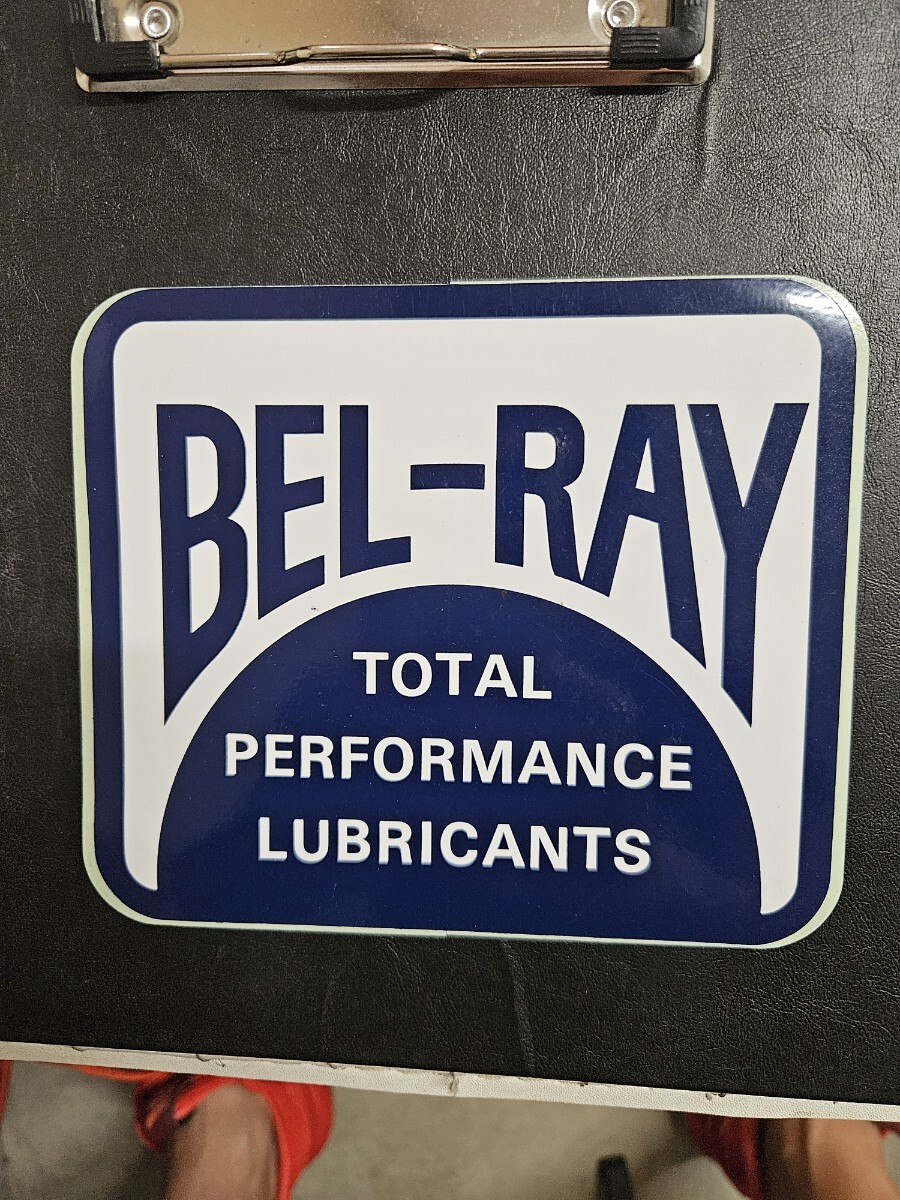 BEL-RAY
TOTAL
PERFORMANCE
LUBRICANTS